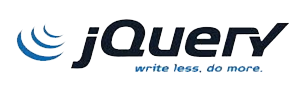 jQuery
write less, do more.